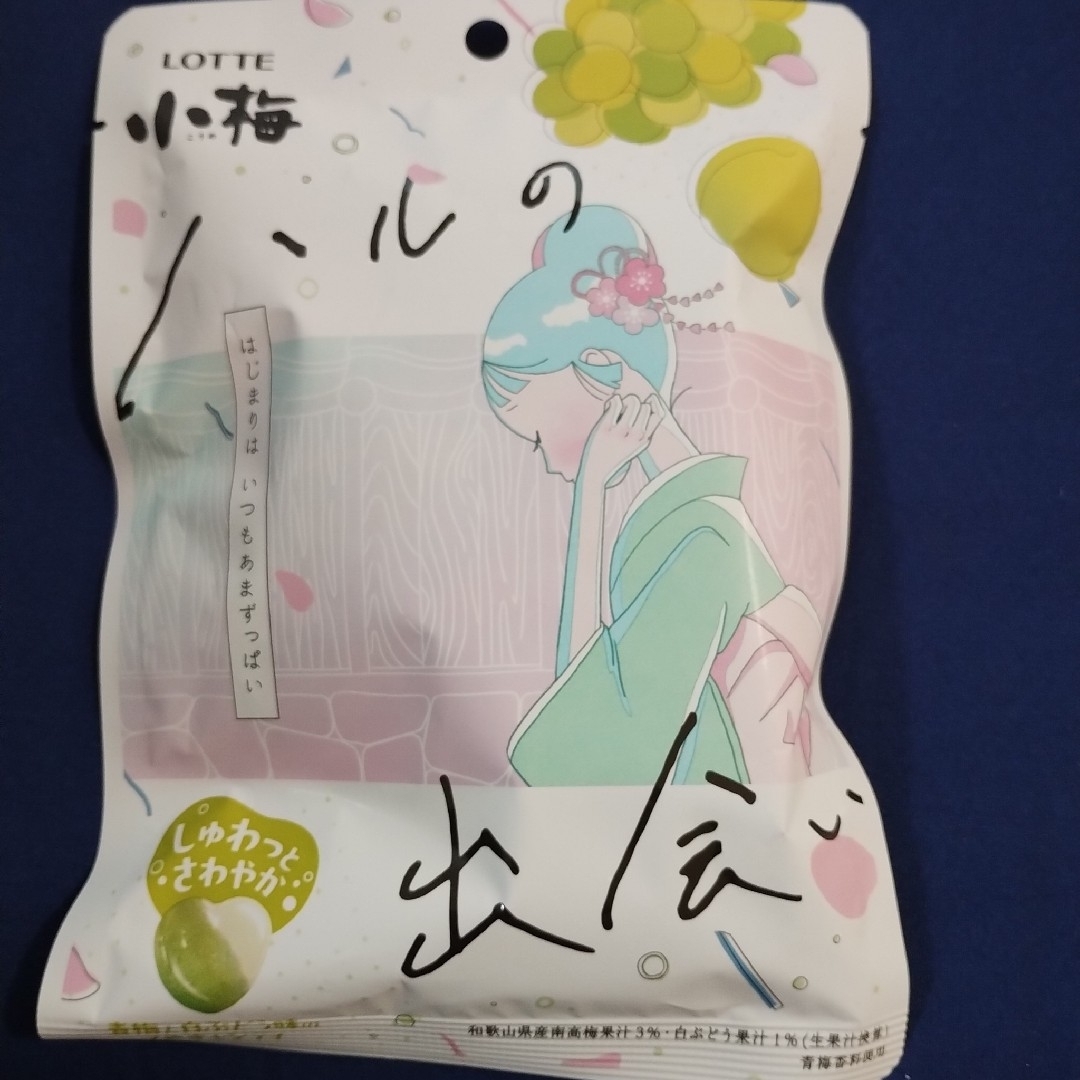 LOTTE
小梅
こうめ
ハルの
はじまりは いつもあまずっぱい
出会い
しゅわっと
さわやか
和歌山県産南高梅果汁3%・白ぶどう果汁1%(生果汁換算)
青梅香料使用